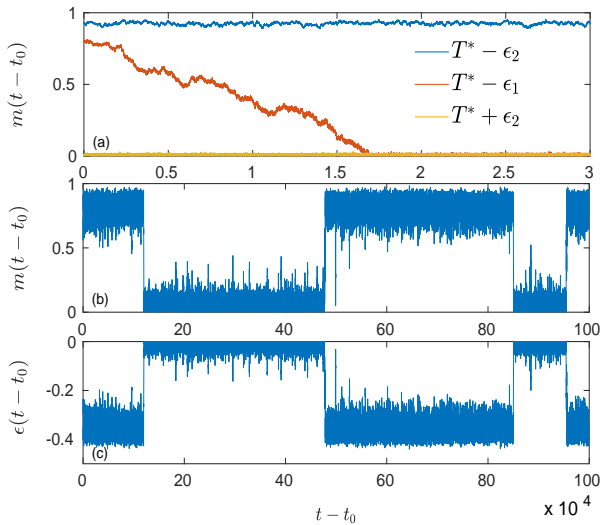 1
0.5
0
m(t − t₀)
T* − ϵ₂
T* − ϵ₁
T* + ϵ₂
(a)
0 0.5 1 1.5 2 2.5 3
1
0.5
0
m(t − t₀)
(b)
0 20 40 60 80 100
0
-0.2
-0.4
ϵ(t − t₀)
(c)
0 20 40 60 80 100
t − t₀
x 10 4